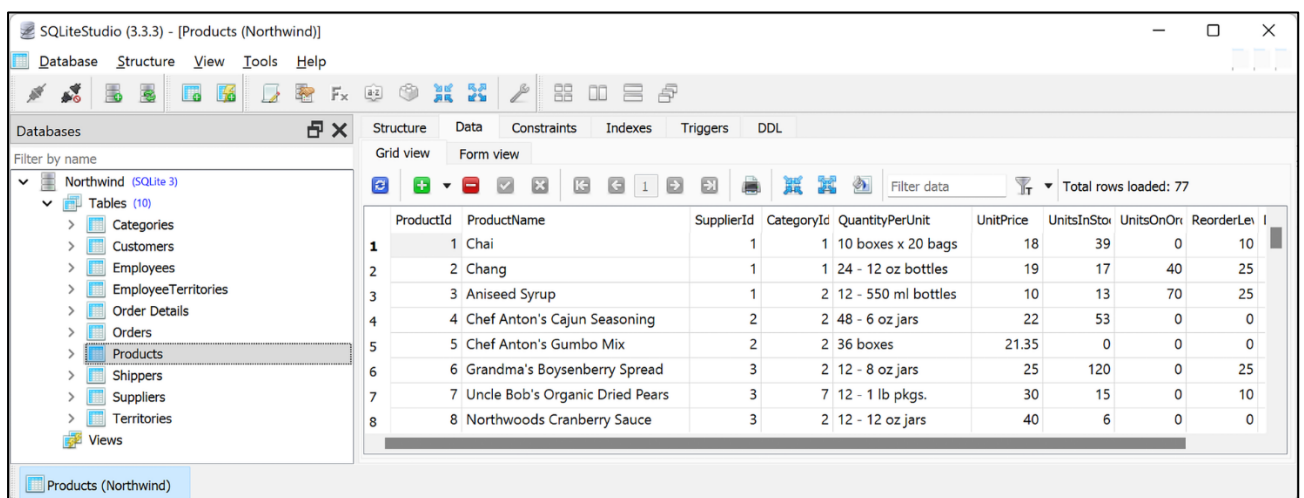 SQLiteStudio (3.3.3) - [Products (Northwind)]
Database Structure View Tools Help
Databases
Filter by name
Northwind (SQLite 3)
Tables (10)
Categories
Customers
Employees
EmployeeTerritories
Order Details
Orders
Products
Shippers
Suppliers
Territories
Views
Structure Data Constraints Indexes Triggers DDL
Grid view Form view
1 Filter data Total rows loaded: 77
ProductId ProductName SupplierId CategoryId QuantityPerUnit UnitPrice UnitsInSto UnitsOnOr ReorderLev
1 1 Chai 1 1 10 boxes x 20 bags 18 39 0 10
2 2 Chang 1 1 24 - 12 oz bottles 19 17 40 25
3 3 Aniseed Syrup 1 2 12 - 550 ml bottles 10 13 70 25
4 4 Chef Anton's Cajun Seasoning 2 2 48 - 6 oz jars 22 53 0 0
5 5 Chef Anton's Gumbo Mix 2 2 36 boxes 21.35 0 0 0
6 6 Grandma's Boysenberry Spread 3 2 12 - 8 oz jars 25 120 0 25
7 7 Uncle Bob's Organic Dried Pears 3 7 12 - 1 lb pkgs. 30 15 0 10
8 8 Northwoods Cranberry Sauce 3 2 12 - 12 oz jars 40 6 0 0
Products (Northwind)